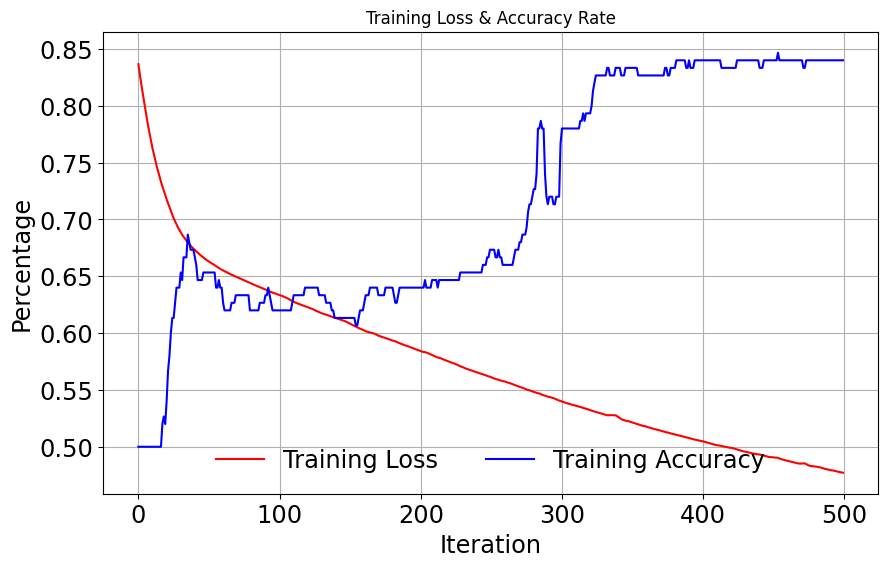 Training Loss & Accuracy Rate
0.85
0.80
0.75
0.70
0.65
0.60
0.55
0.50
Percentage
Training Loss
Training Accuracy
0
100
200
300
400
500
Iteration